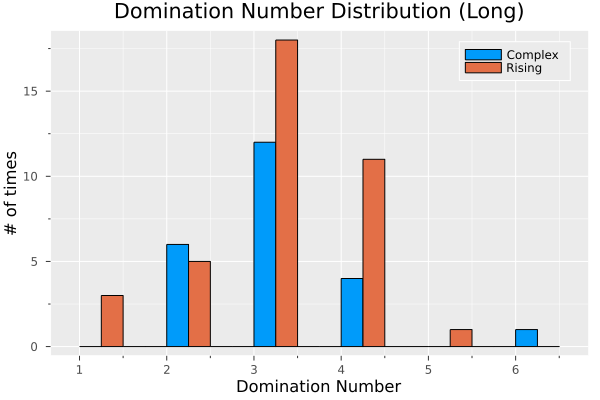 Domination Number Distribution (Long)
Complex
Rising
# of times
15
10
5
0
1 2 3 4 5 6
Domination Number